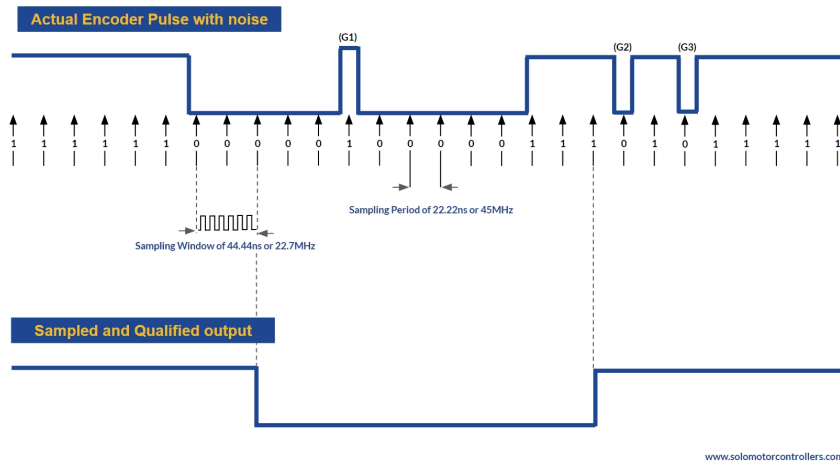 Actual Encoder Pulse with noise
(G1) (G2) (G3)
1 1 1 1 1 1 0 0 0 0 0 1 0 0 0 0 0 1 1 1 0 1 0 1 1 1 1 1
Sampling Period of 22.22ns or 45MHz
Sampling Window of 44.44ns or 22.7MHz
Sampled and Qualified output
www.solomotorcontrollers.com